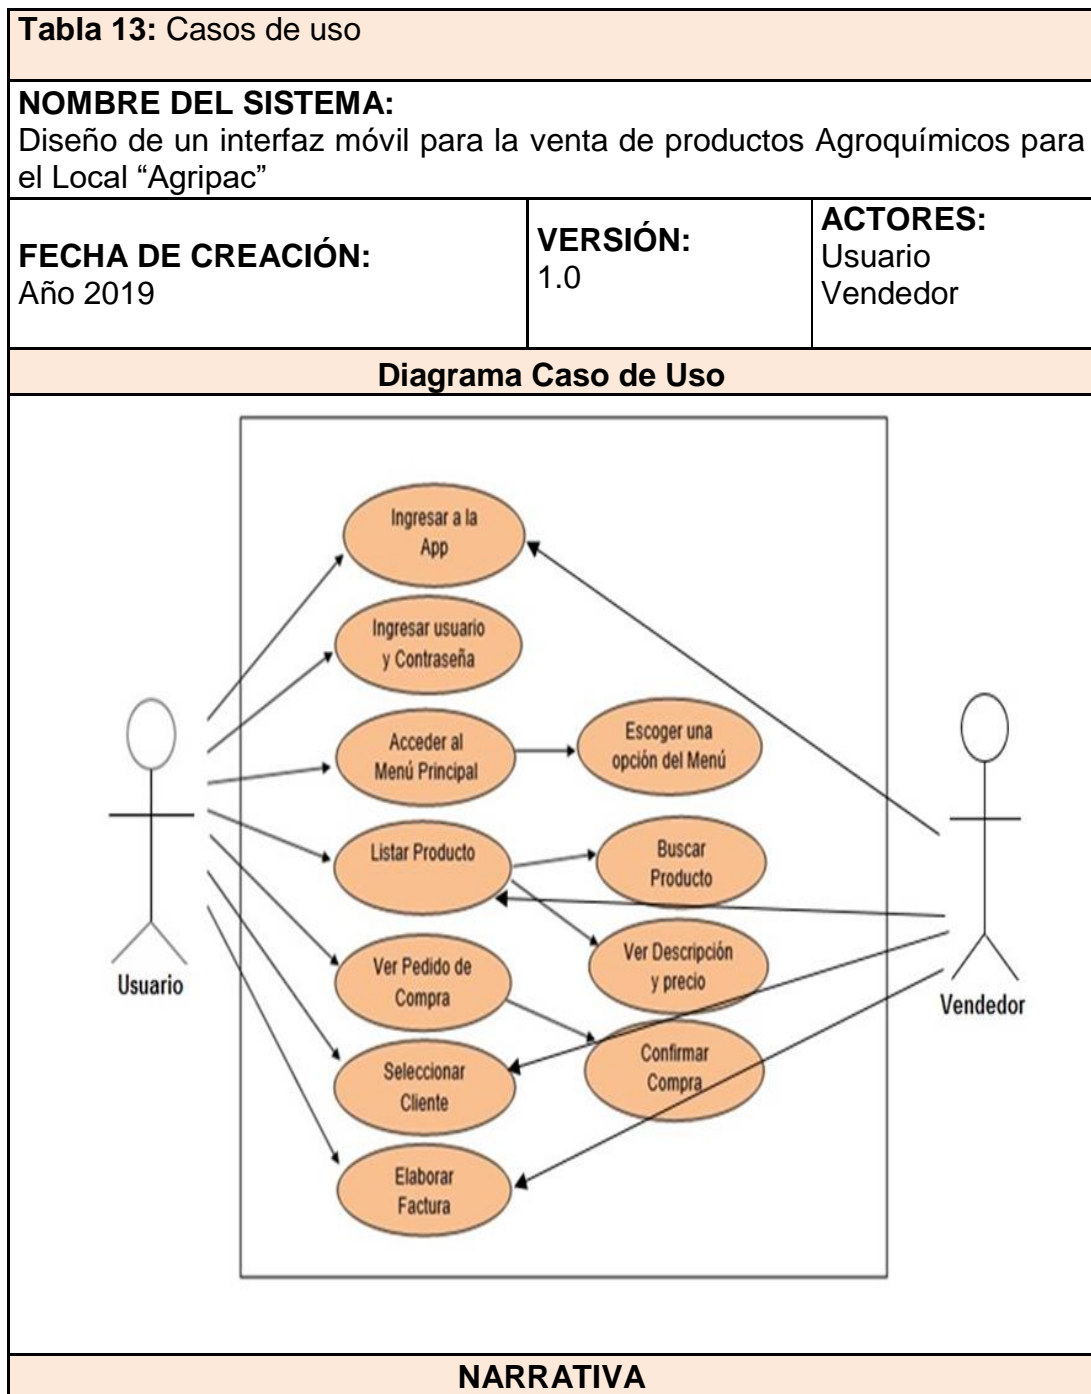 Tabla 13: Casos de uso
NOMBRE DEL SISTEMA:
Diseño de un interfaz móvil para la venta de productos Agroquímicos para
el Local “Agripac”
FECHA DE CREACIÓN:
Año 2019
VERSIÓN:
1.0
ACTORES:
Usuario
Vendedor
Diagrama Caso de Uso
Ingresar a la
App
Ingresar usuario
y Contraseña
Acceder al
Menú Principal
Escoger una
opción del Menú
Listar Producto
Buscar
Producto
Ver Pedido de
Compra
Ver Descripción
y precio
Seleccionar
Cliente
Confirmar
Compra
Elaborar
Factura
Usuario
Vendedor
NARRATIVA